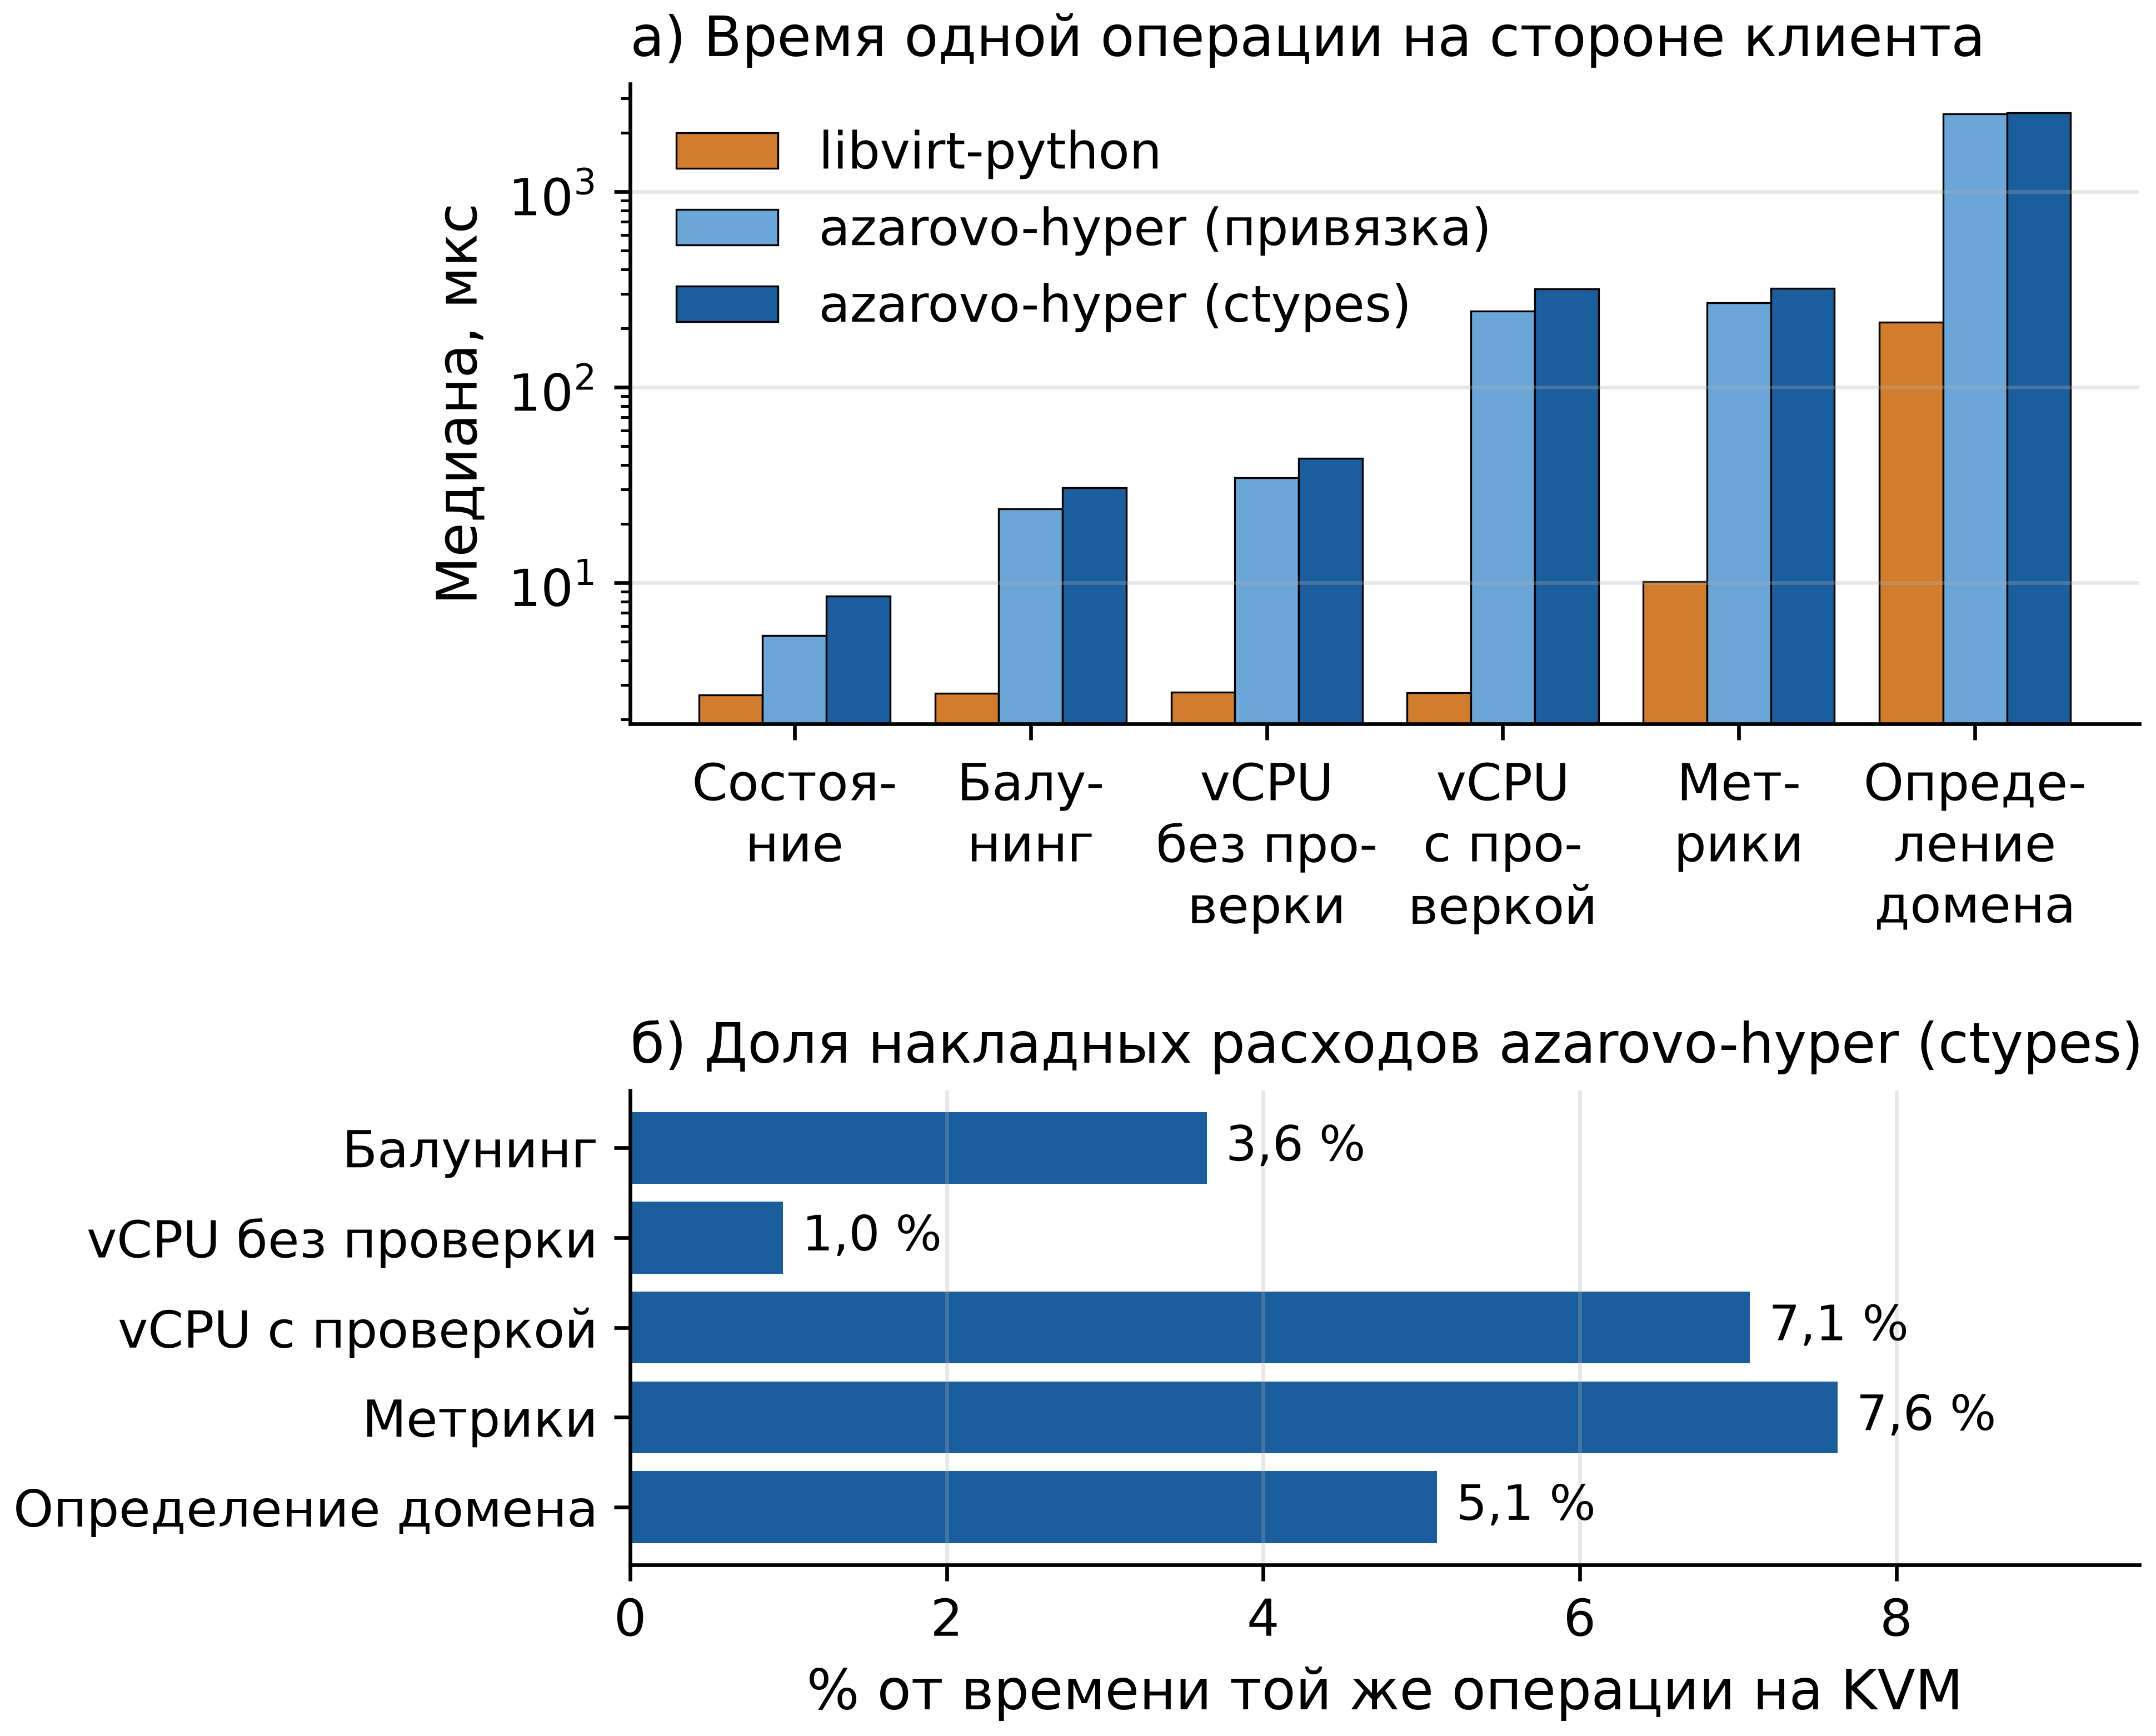 а) Время одной операции на стороне клиента
Медиана, мкс
10³
10²
10¹
libvirt-python
azarovo-hyper (привязка)
azarovo-hyper (ctypes)
Состоя-
ние
Балу-
нинг
vCPU
без про-
верки
vCPU
с про-
веркой
Мет-
рики
Опреде-
ление
домена
б) Доля накладных расходов azarovo-hyper (ctypes)
Балунинг 3,6 %
vCPU без проверки 1,0 %
vCPU с проверкой 7,1 %
Метрики 7,6 %
Определение домена 5,1 %
0 2 4 6 8
% от времени той же операции на KVM